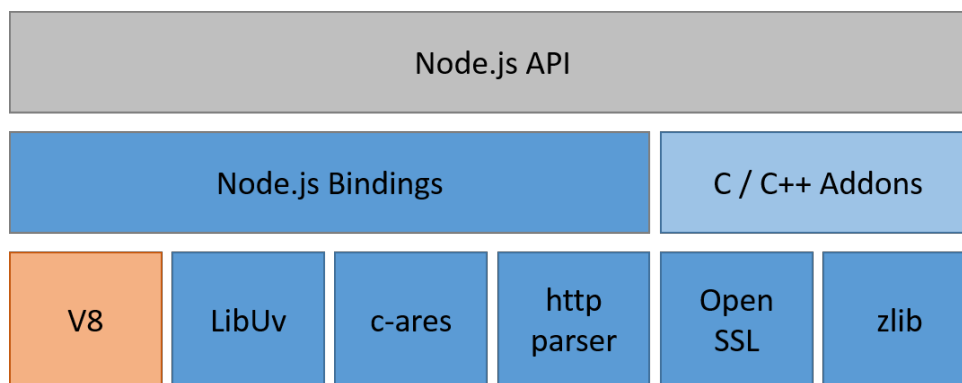 Node.js API
Node.js Bindings
C / C++ Addons
V8
LibUv
c-ares
http
parser
Open
SSL
zlib